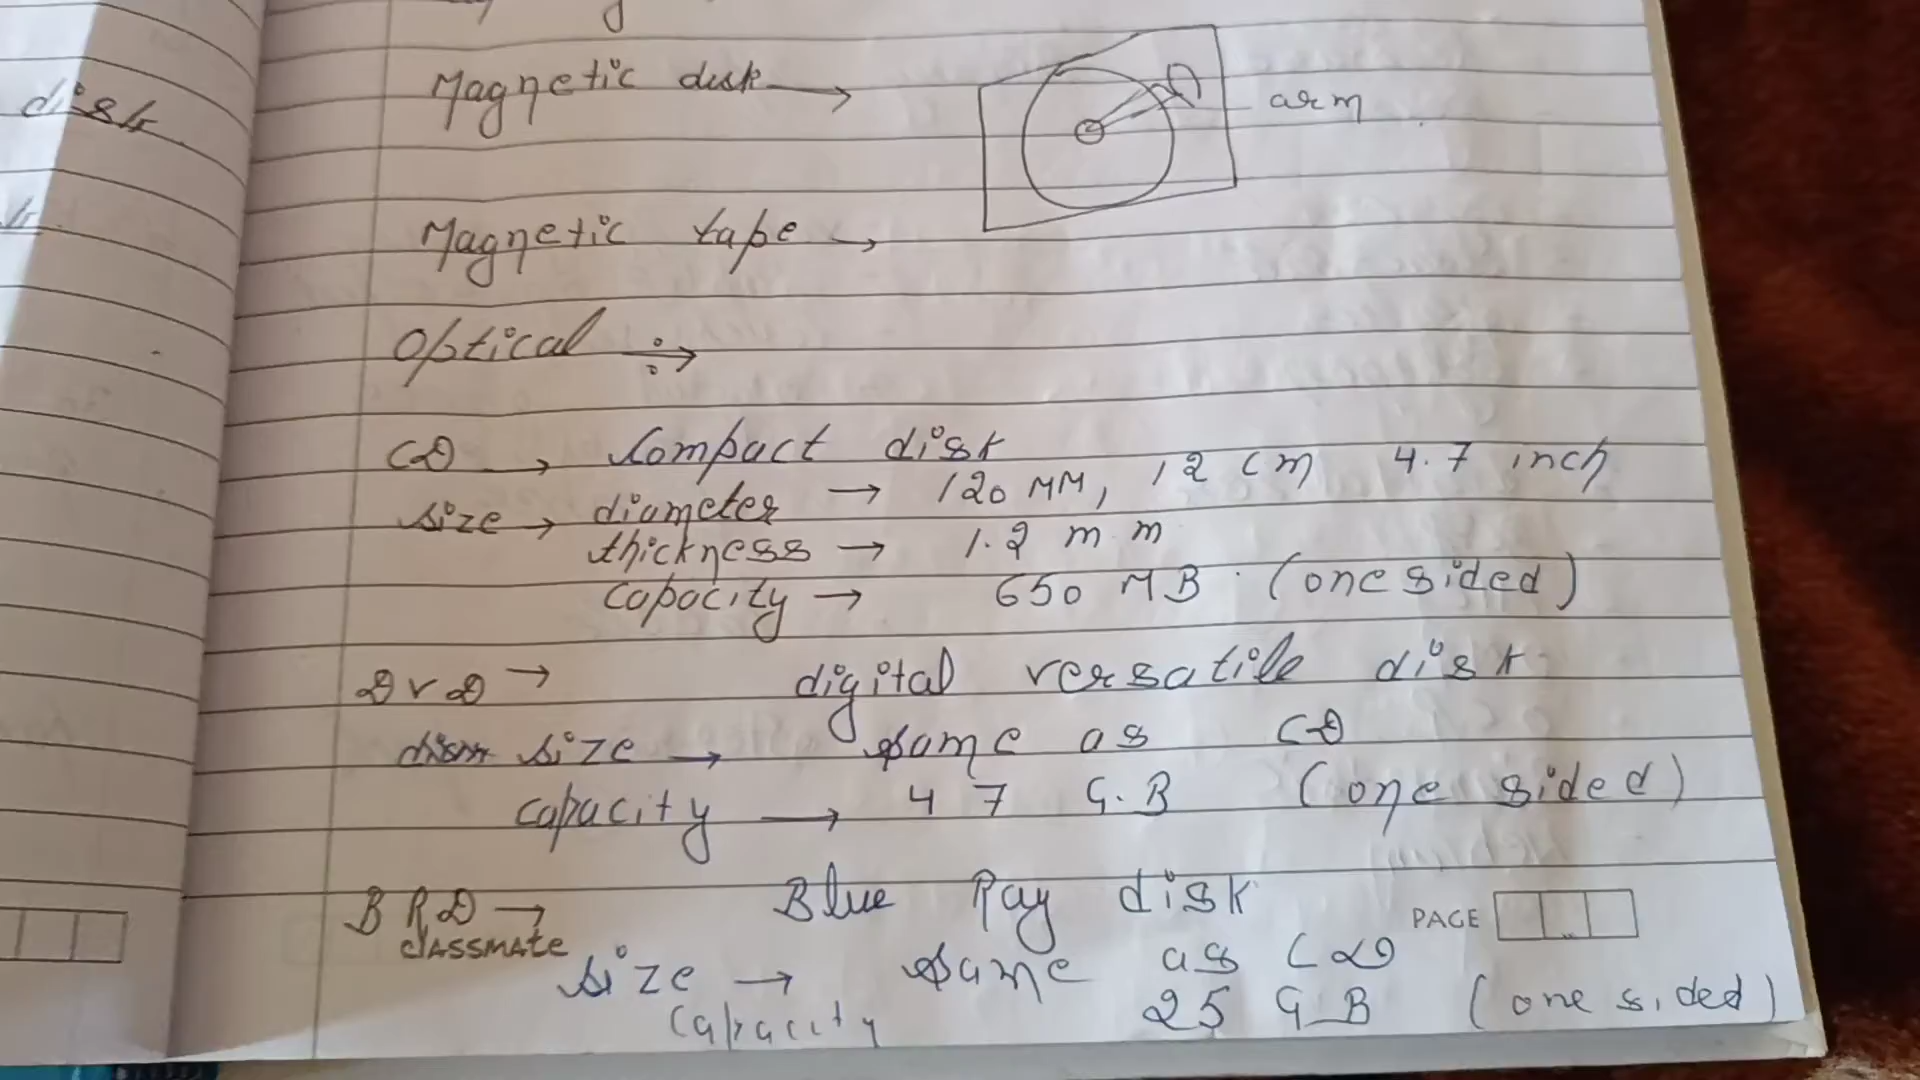 disk
Magnetic disk → arm
Magnetic tape →
Optical ÷→
CD → Compact disk
size → diameter → 120 MM, 12 cm 4.7 inch
thickness → 1.2 m m
capacity → 650 MB. (one sided)
DVD → digital versatile disk
size → same as CD
capacity → 4 7 G.B (one sided)
BRD → Blue Ray disk
classmate
PAGE
size → same as CD
capacity 25 G B (one sided)